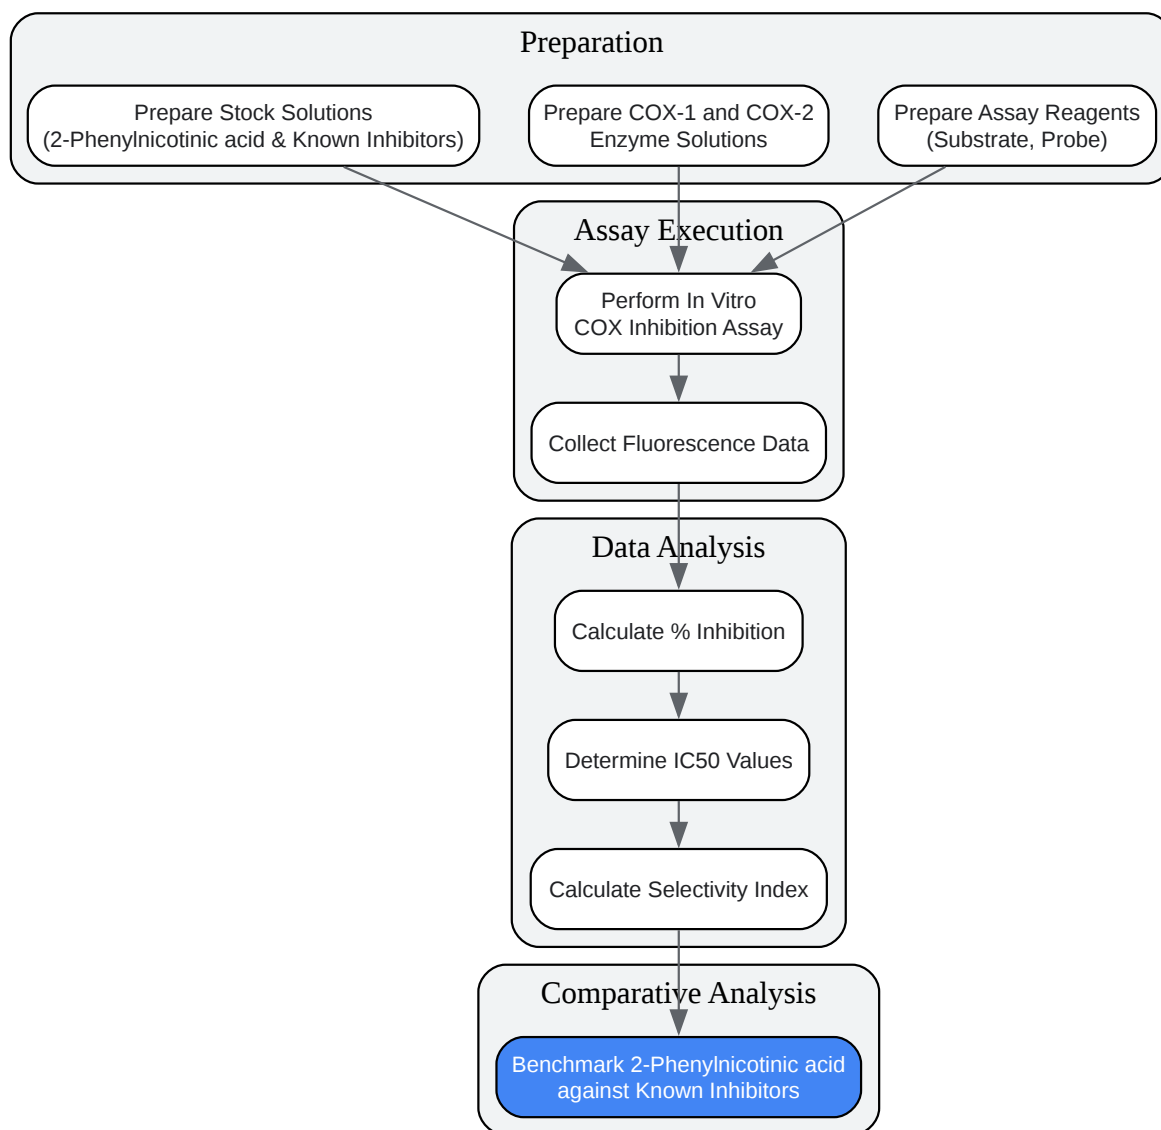 Preparation
Prepare Stock Solutions
(2-Phenylnicotinic acid & Known Inhibitors)
Prepare COX-1 and COX-2
Enzyme Solutions
Prepare Assay Reagents
(Substrate, Probe)
Assay Execution
Perform In Vitro
COX Inhibition Assay
Collect Fluorescence Data
Data Analysis
Calculate % Inhibition
Determine IC50 Values
Calculate Selectivity Index
Comparative Analysis
Benchmark 2-Phenylnicotinic acid
against Known Inhibitors